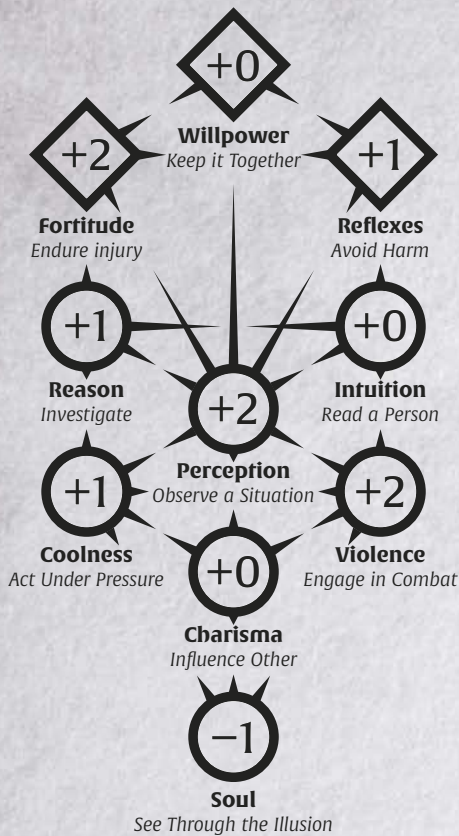 +0
Willpower
Keep it Together
+2
Fortitude
Endure injury
+1
Reflexes
Avoid Harm
+1
Reason
Investigate
+0
Intuition
Read a Person
+2
Perception
Observe a Situation
+1
Coolness
Act Under Pressure
+2
Violence
Engage in Combat
+0
Charisma
Influence Other
−1
Soul
See Through the Illusion